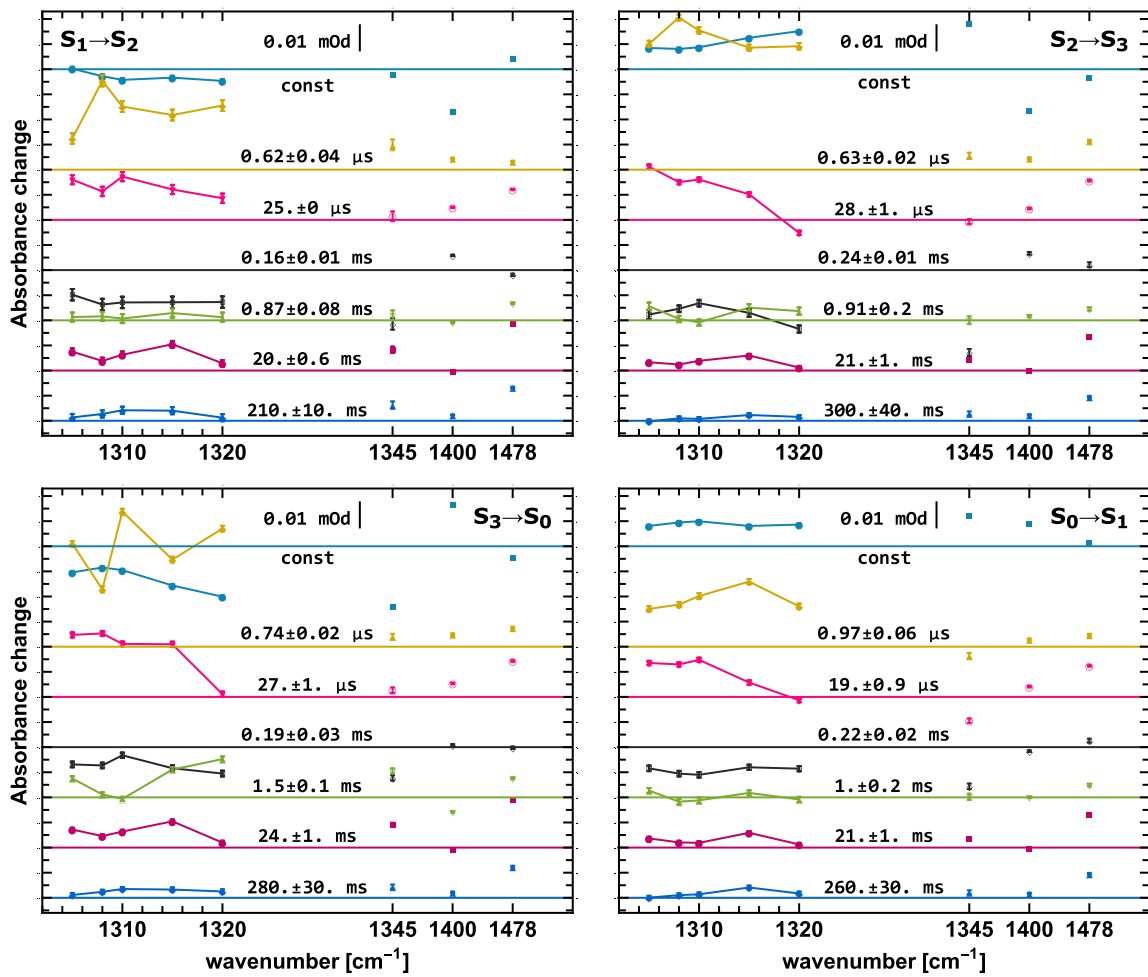 S₁→S₂
0.01 mOd
const
0.62±0.04 μs
25.±0 μs
0.16±0.01 ms
0.87±0.08 ms
20.±0.6 ms
210.±10. ms
Absorbance change
1310 1320 1345 1400 1478
0.01 mOd
S₂→S₃
const
0.63±0.02 μs
28.±1. μs
0.24±0.01 ms
0.91±0.2 ms
21.±1. ms
300.±40. ms
1310 1320 1345 1400 1478
0.01 mOd
S₃→S₀
const
0.74±0.02 μs
27.±1. μs
0.19±0.03 ms
1.5±0.1 ms
24.±1. ms
280.±30. ms
Absorbance change
1310 1320 1345 1400 1478
wavenumber [cm⁻¹]
0.01 mOd
S₀→S₁
const
0.97±0.06 μs
19.±0.9 μs
0.22±0.02 ms
1.±0.2 ms
21.±1. ms
260.±30. ms
1310 1320 1345 1400 1478
wavenumber [cm⁻¹]